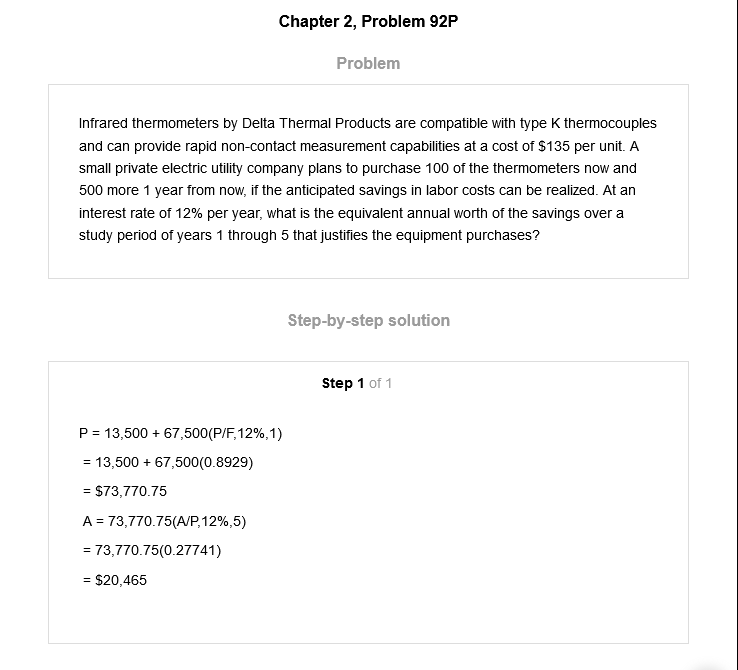 Chapter 2, Problem 92P
Problem
Infrared thermometers by Delta Thermal Products are compatible with type K thermocouples
and can provide rapid non-contact measurement capabilities at a cost of $135 per unit. A
small private electric utility company plans to purchase 100 of the thermometers now and
500 more 1 year from now, if the anticipated savings in labor costs can be realized. At an
interest rate of 12% per year, what is the equivalent annual worth of the savings over a
study period of years 1 through 5 that justifies the equipment purchases?
Step-by-step solution
Step 1 of 1
P = 13,500 + 67,500(P/F,12%,1)
= 13,500 + 67,500(0.8929)
= $73,770.75
A = 73,770.75(A/P,12%,5)
= 73,770.75(0.27741)
= $20,465